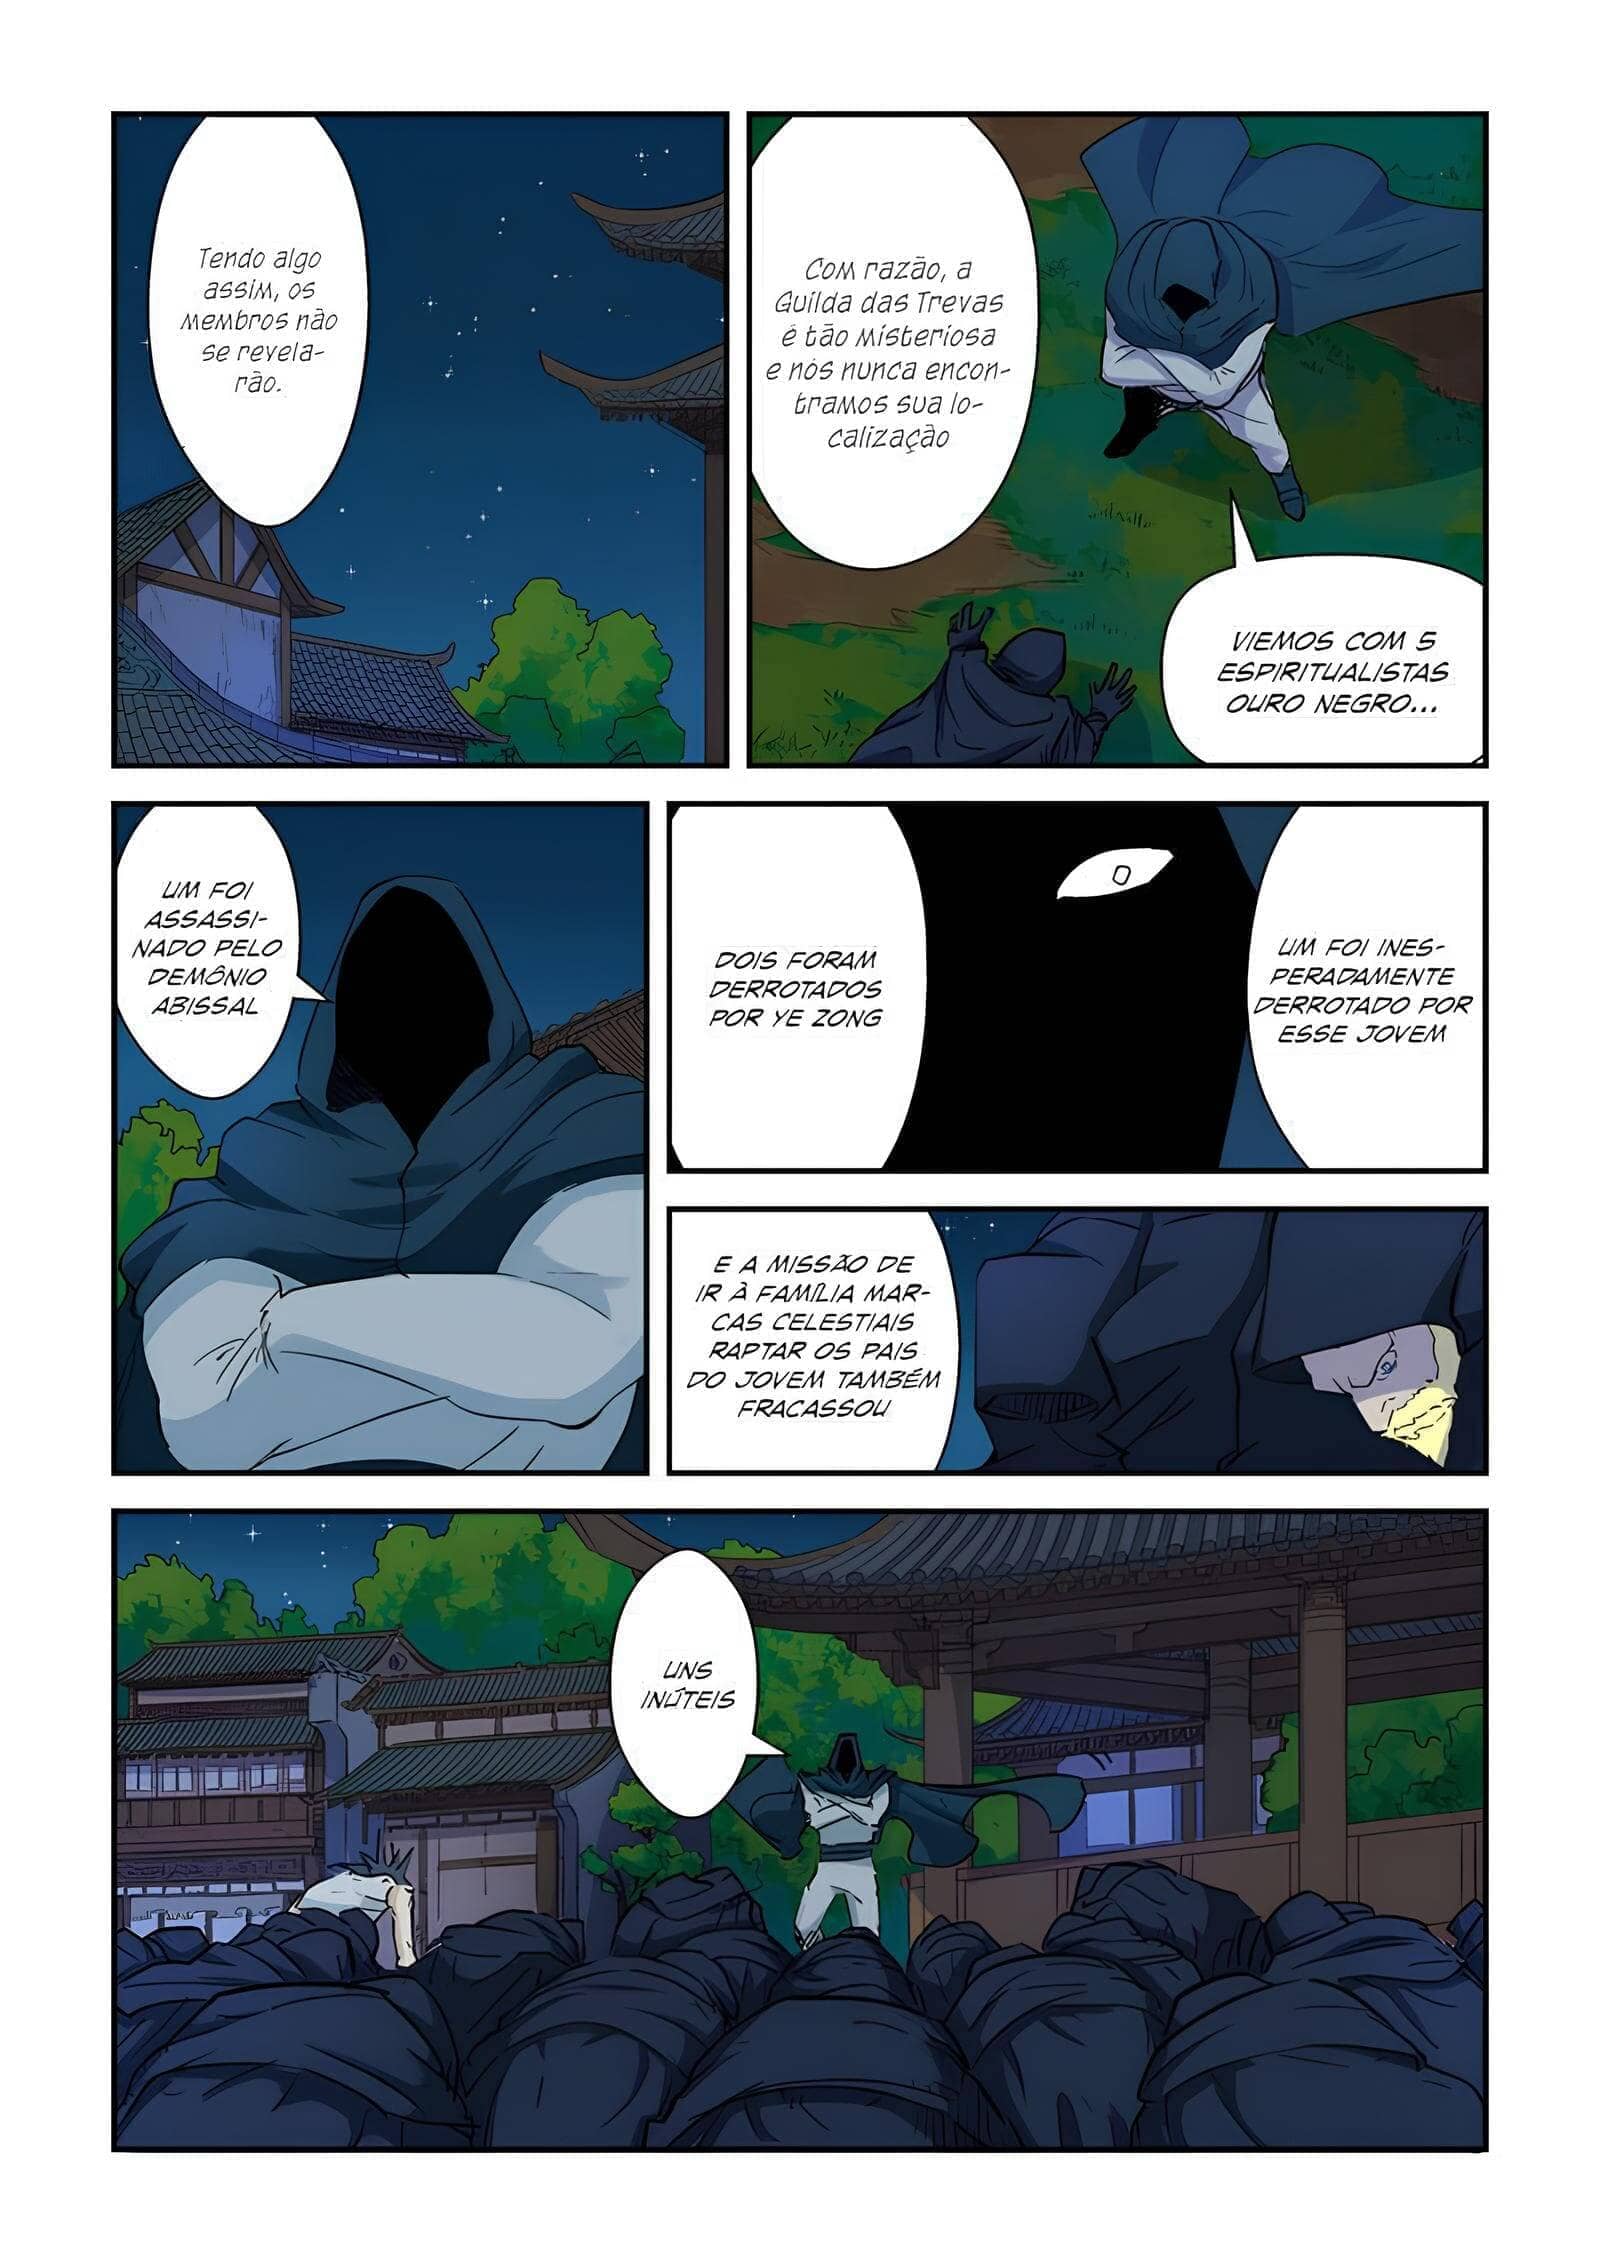 Tendo algo
assim, os
membros não
se revela-
rão.
Com razão, a
Guilda das Trevas
é tão misteriosa
e nós nunca encon-
tramos sua lo-
calização
VIEMOS COM 5
ESPIRITUALISTAS
OURO NEGRO...
UM FOI
ASSASSI-
NADO PELO
DEMÔNIO
ABISSAL
DOIS FORAM
DERROTADOS
POR YE ZONG
UM FOI INES-
PERADAMENTE
DERROTADO POR
ESSE JOVEM
E A MISSÃO DE
IR À FAMÍLIA MAR-
CAS CELESTIAIS
RAPTAR OS PAIS
DO JOVEM TAMBÉM
FRACASSOU
UNS
INÚTEIS